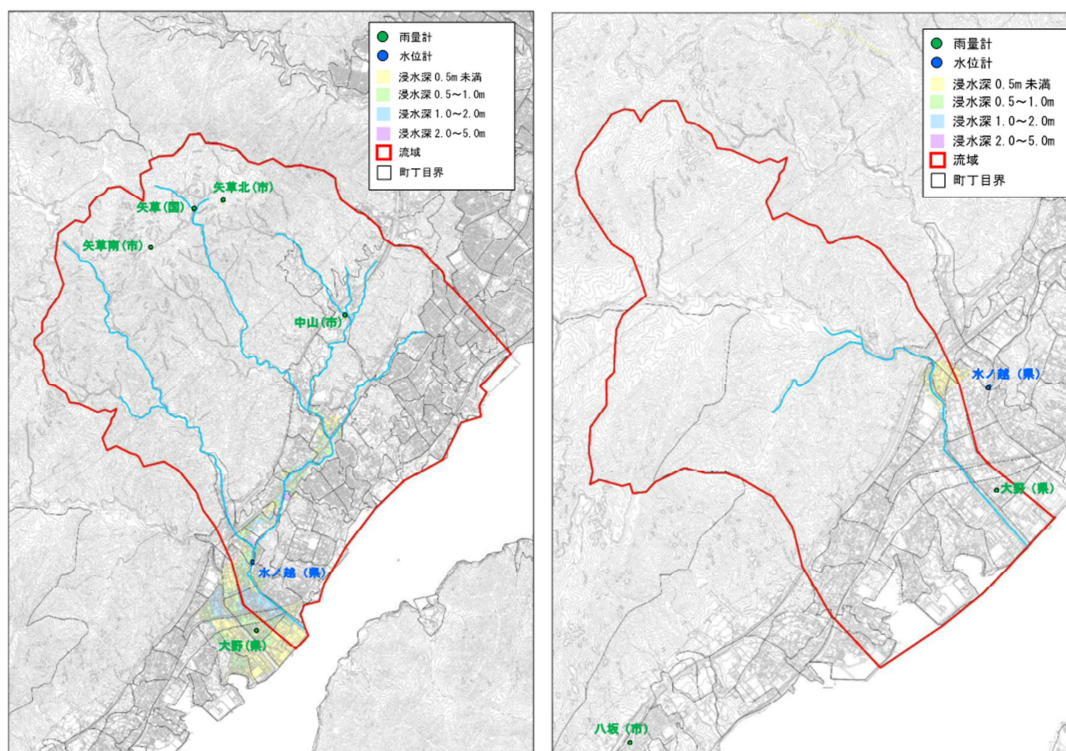 雨量計
水位計
浸水深 0.5m 未満
浸水深 0.5～1.0m
浸水深 1.0～2.0m
浸水深 2.0～5.0m
流域
町丁目界
矢草北(市)
矢草(国)
矢草南(市)
中山(市)
水ノ越（県）
大野(県)
雨量計
水位計
浸水深 0.5m 未満
浸水深 0.5～1.0m
浸水深 1.0～2.0m
浸水深 2.0～5.0m
流域
町丁目界
水ノ越（県）
大野（県）
八坂（市）